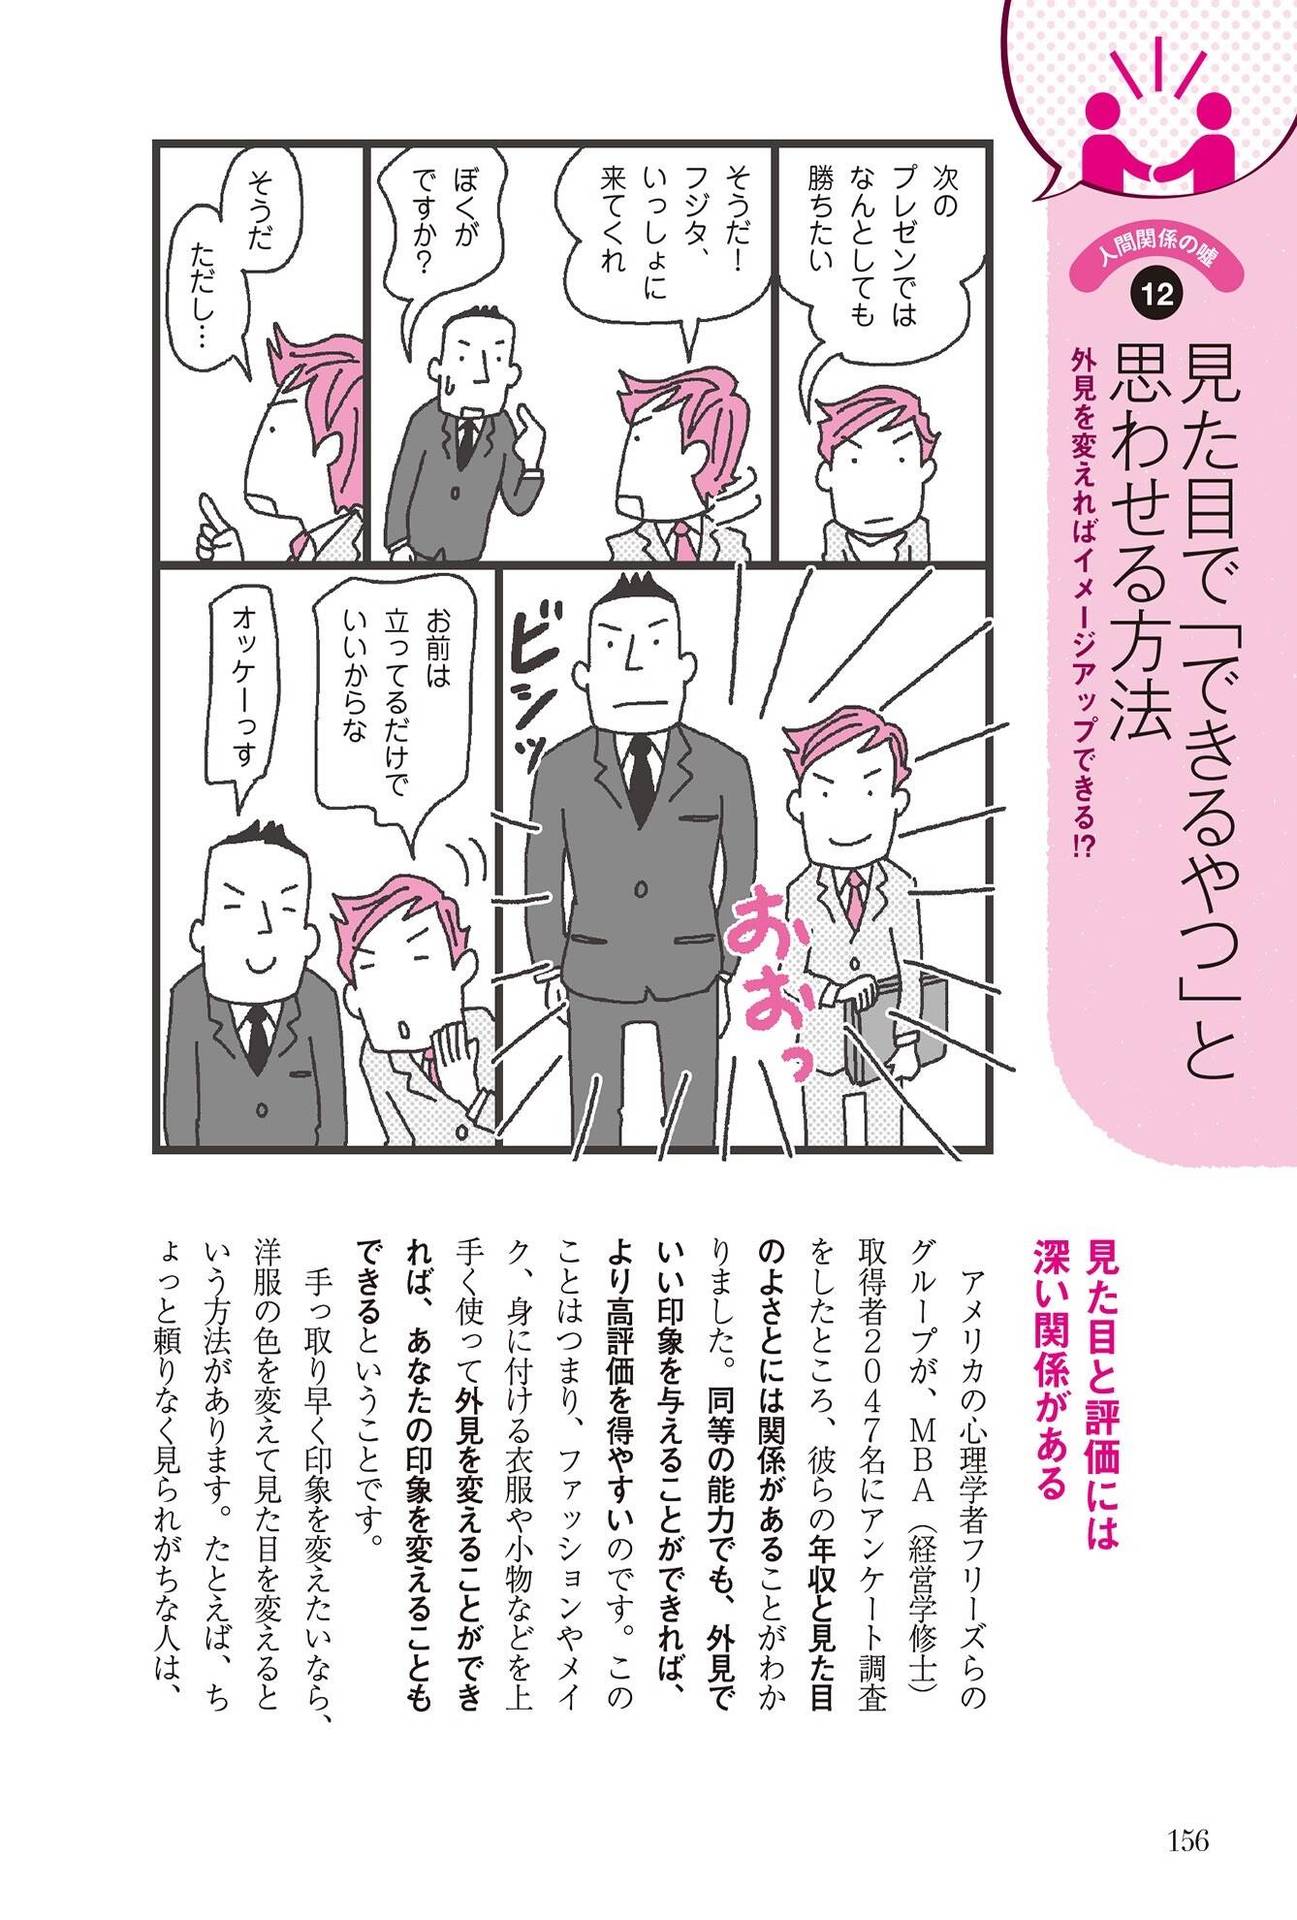 人間関係の嘘
12
見た目で「できるやつ」と
思わせる方法
外見を変えればイメージアップできる!?
次の
プレゼンでは
なんとしても
勝ちたい
そうだ！
フジタ、
いっしょに
来てくれ
ぼくが
ですか？
そうだ
ただし…
ビシッ
おおっ
お前は
立ってるだけで
いいからな
オッケーっす
見た目と評価には
深い関係がある
アメリカの心理学者フリーズらの
グループが、ＭＢＡ（経営学修士）
取得者２０４７名にアンケート調査
をしたところ、彼らの年収と見た目
のよさとには関係があることがわか
りました。同等の能力でも、外見で
いい印象を与えることができれば、
より高評価を得やすいのです。この
ことはつまり、ファッションやメイ
ク、身に付ける衣服や小物などを上
手く使って外見を変えることができ
れば、あなたの印象を変えることも
できるということです。
手っ取り早く印象を変えたいなら、
洋服の色を変えて見た目を変えると
いう方法があります。たとえば、ち
ょっと頼りなく見られがちな人は、
156